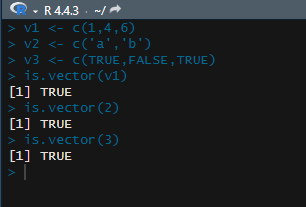 R R 4.4.3 · ~/
> v1 <- c(1,4,6)
> v2 <- c('a','b')
> v3 <- c(TRUE,FALSE,TRUE)
> is.vector(v1)
[1] TRUE
> is.vector(2)
[1] TRUE
> is.vector(3)
[1] TRUE
>